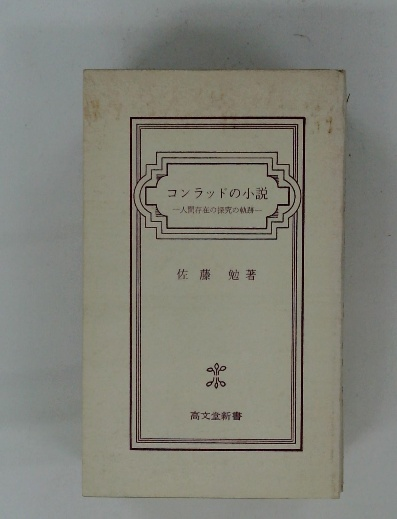 コンラッドの小説
―人間存在の探究の軌跡―
佐藤 勉著
高文堂新書